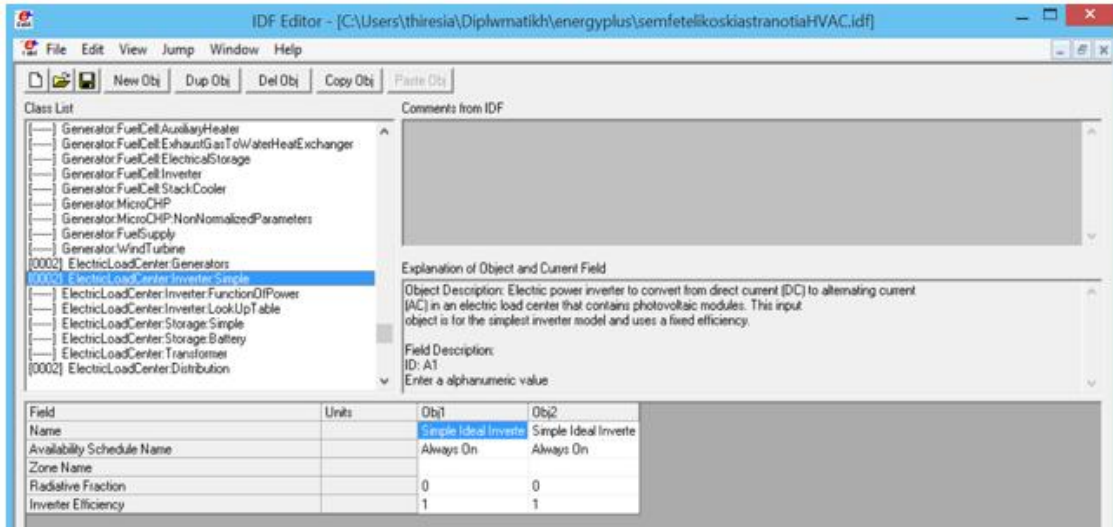 IDF Editor - [C:\Users\thiresia\Diplwmatikh\energyplus\semfetelikoskiastranotiaHVAC.idf]
File Edit View Jump Window Help
New Obj Dup Obj Del Obj Copy Obj Paste Obj
Class List
Comments from IDF
[------] Generator:FuelCell:AuxiliaryHeater
[------] Generator:FuelCell:ExhaustGasToWaterHeatExchanger
[------] Generator:FuelCell:ElectricalStorage
[------] Generator:FuelCell:Inverter
[------] Generator:FuelCell:StackCooler
[------] Generator:MicroCHP
[------] Generator:MicroCHP:NonNormalizedParameters
[------] Generator:FuelSupply
[------] Generator:WindTurbine
[0002] ElectricLoadCenter:Generators
[0002] ElectricLoadCenter:Inverter:Simple
[------] ElectricLoadCenter:Inverter:FunctionOfPower
[------] ElectricLoadCenter:Inverter:LookUpTable
[------] ElectricLoadCenter:Storage:Simple
[------] ElectricLoadCenter:Storage:Battery
[------] ElectricLoadCenter:Transformer
[0002] ElectricLoadCenter:Distribution
Explanation of Object and Current Field
Object Description: Electric power inverter to convert from direct current (DC) to alternating current
(AC) in an electric load center that contains photovoltaic modules. This input
object is for the simplest inverter model and uses a fixed efficiency.
Field Description:
ID: A1
Enter a alphanumeric value
Field Units Obj1 Obj2
Name Simple Ideal Inverte Simple Ideal Inverte
Availability Schedule Name Always On Always On
Zone Name
Radiative Fraction 0 0
Inverter Efficiency 1 1